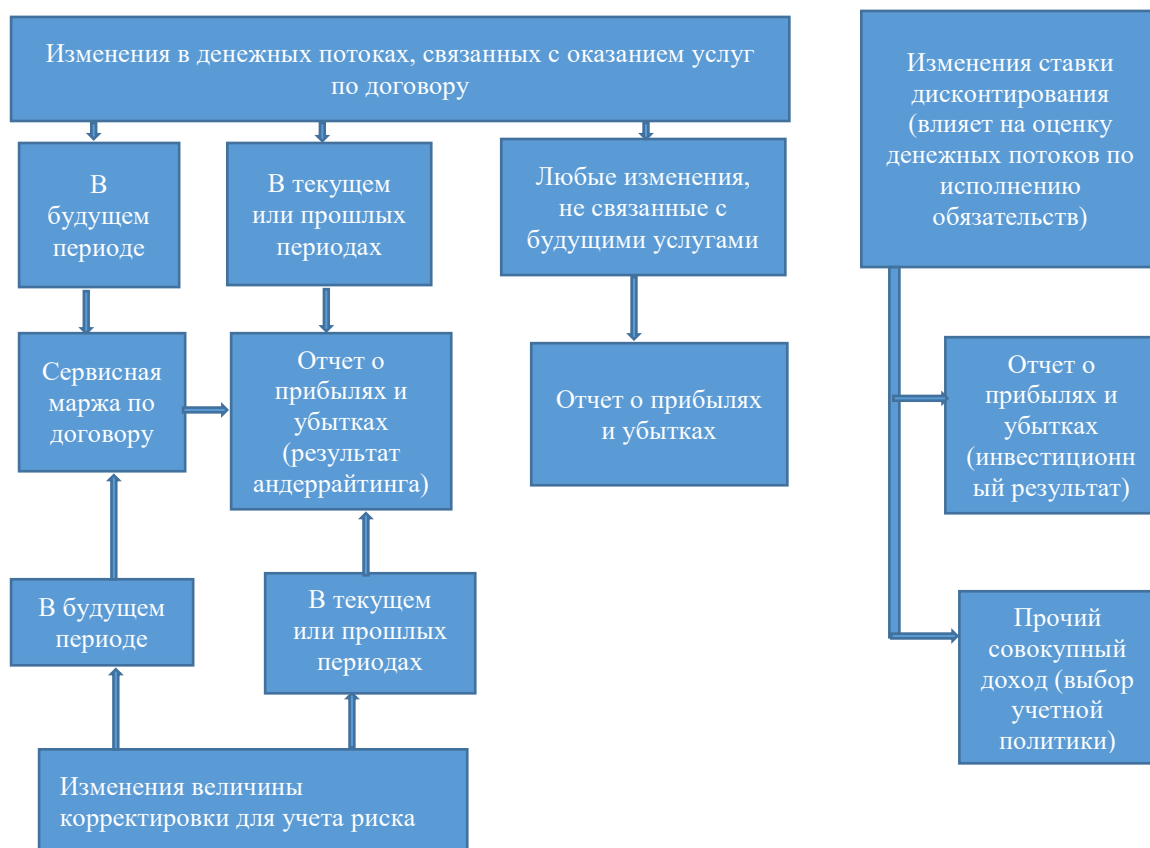 Изменения в денежных потоках, связанных с оказанием услуг
по договору
Изменения ставки
дисконтирования
(влияет на оценку
денежных потоков по
исполнению
обязательств)
В
будущем
периоде
В текущем
или прошлых
периодах
Любые изменения,
не связанные с
будущими услугами
Сервисная
маржа по
договору
Отчет о
прибылях и
убытках
(результат
андеррайтинга)
Отчет о прибылях
и убытках
Отчет о
прибылях и
убытках
(инвестиционн
ый результат)
В будущем
периоде
В текущем
или прошлых
периодах
Прочий
совокупный
доход (выбор
учетной
политики)
Изменения величины
корректировки для учета риска